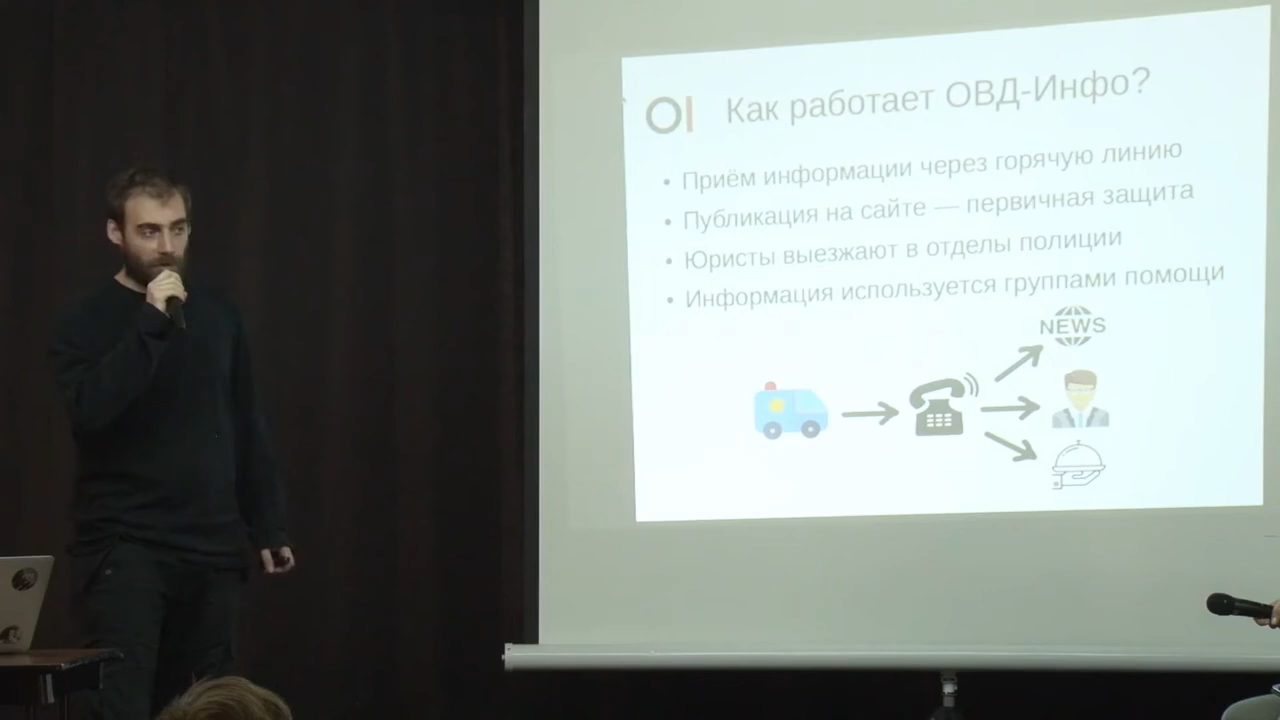 OI Как работает ОВД-Инфо?
• Приём информации через горячую линию
• Публикация на сайте — первичная защита
• Юристы выезжают в отделы полиции
• Информация используется группами помощи
NEWS